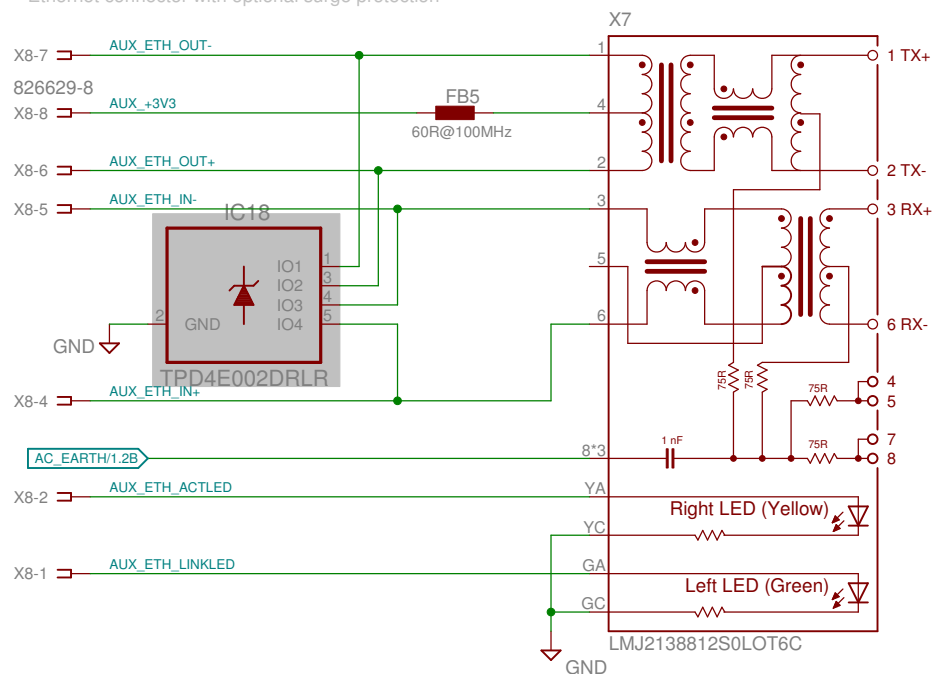 Ethernet connector with optional surge protection
X7
X8-7 AUX_ETH_OUT- 1 1 TX+
826629-8
X8-8 AUX_+3V3 FB5 4
60R@100MHz
X8-6 AUX_ETH_OUT+ 2 2 TX-
X8-5 AUX_ETH_IN- 3 3 RX+
IC18
IO1 1
IO2 3
IO3 4
2 GND IO4 5
5
6 6 RX-
GND
TPD4E002DRLR
X8-4 AUX_ETH_IN+
75R 75R 75R 4
5
AC_EARTH/1.2B 8*3 1 nF 75R 7
8
X8-2 AUX_ETH_ACTLED YA
Right LED (Yellow)
YC
X8-1 AUX_ETH_LINKLED GA
Left LED (Green)
GC
LMJ2138812S0LOT6C
GND